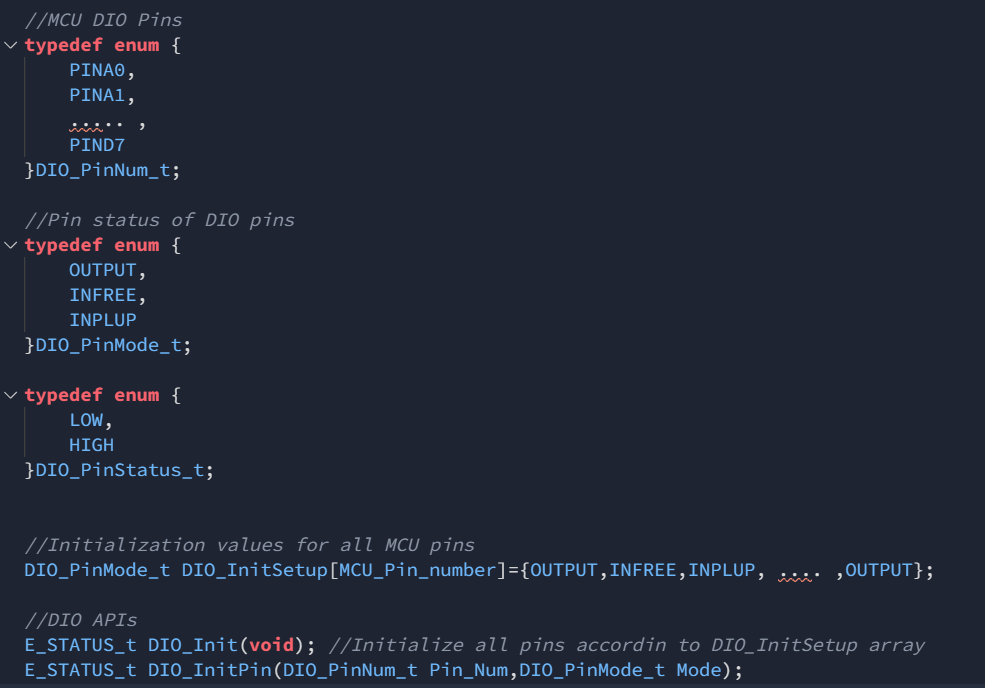 //MCU DIO Pins
typedef enum {
PINA0,
PINA1,
..... ,
PIND7
}DIO_PinNum_t;
//Pin status of DIO pins
typedef enum {
OUTPUT,
INFREE,
INPLUP
}DIO_PinMode_t;
typedef enum {
LOW,
HIGH
}DIO_PinStatus_t;
//Initialization values for all MCU pins
DIO_PinMode_t DIO_InitSetup[MCU_Pin_number]={OUTPUT,INFREE,INPLUP, .... ,OUTPUT};
//DIO APIs
E_STATUS_t DIO_Init(void); //Initialize all pins accordin to DIO_InitSetup array
E_STATUS_t DIO_InitPin(DIO_PinNum_t Pin_Num,DIO_PinMode_t Mode);